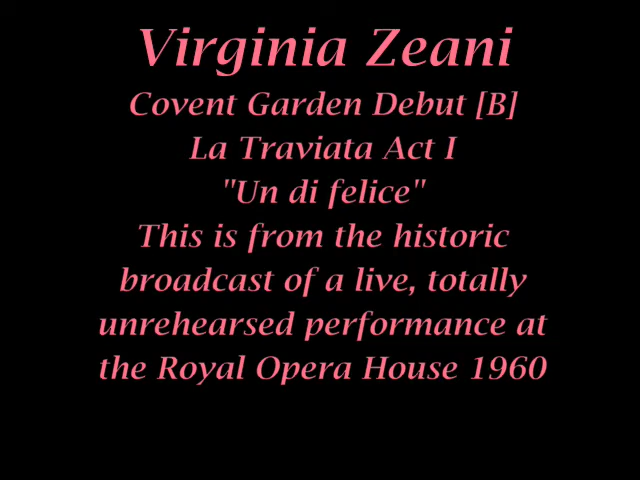 Virginia Zeani
Covent Garden Debut [B]
La Traviata Act I
"Un di felice"
This is from the historic
broadcast of a live, totally
unrehearsed performance at
the Royal Opera House 1960